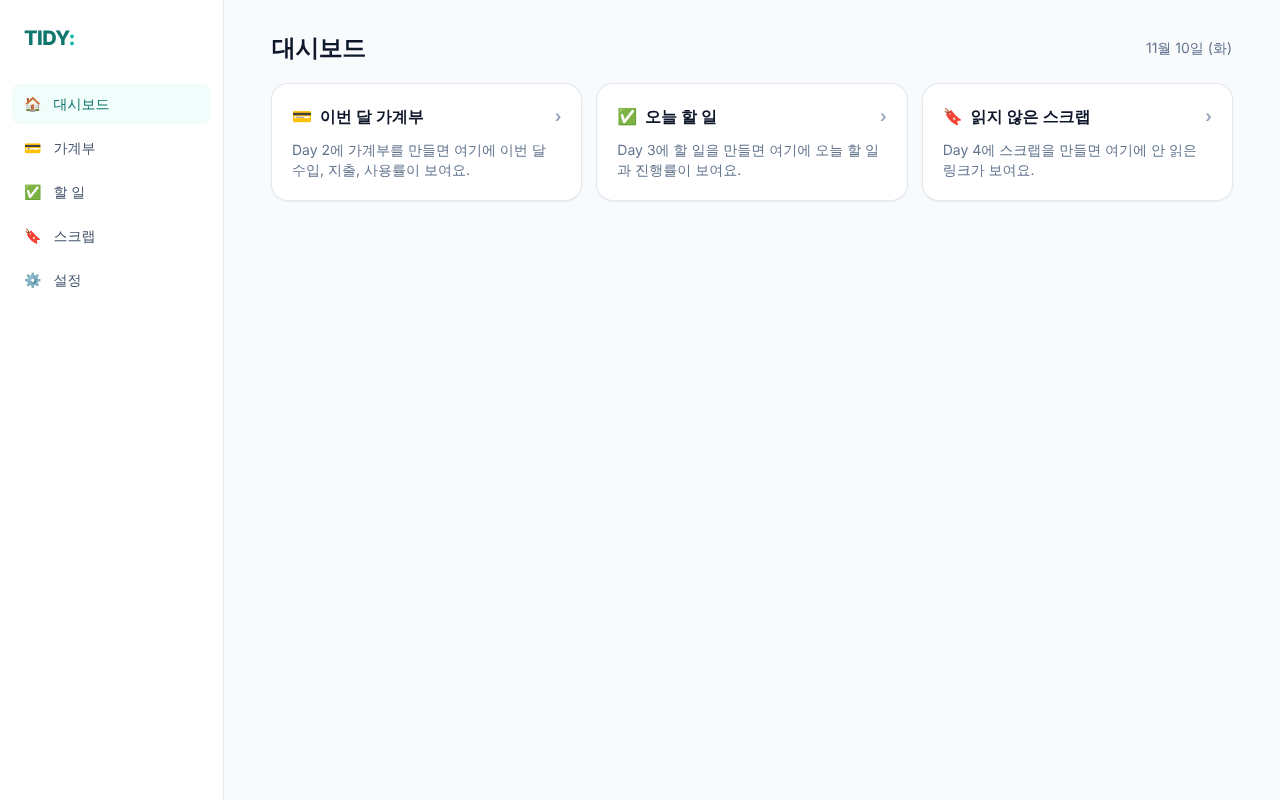 TIDY:
대시보드
가계부
할 일
스크랩
설정
대시보드
11월 10일 (화)
이번 달 가계부
Day 2에 가계부를 만들면 여기에 이번 달
수입, 지출, 사용률이 보여요.
오늘 할 일
Day 3에 할 일을 만들면 여기에 오늘 할 일
과 진행률이 보여요.
읽지 않은 스크랩
Day 4에 스크랩을 만들면 여기에 안 읽은
링크가 보여요.